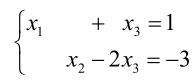 x₁ + x₃ = 1
x₂ − 2x₃ = −3